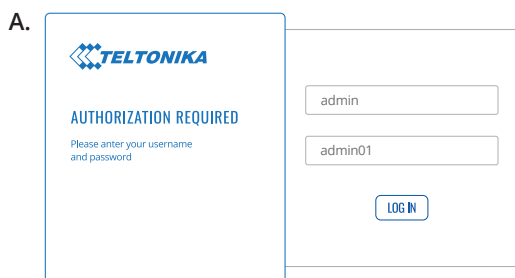 A.
TELTONIKA
AUTHORIZATION REQUIRED
Please anter your username
and password
admin
admin01
LOG IN